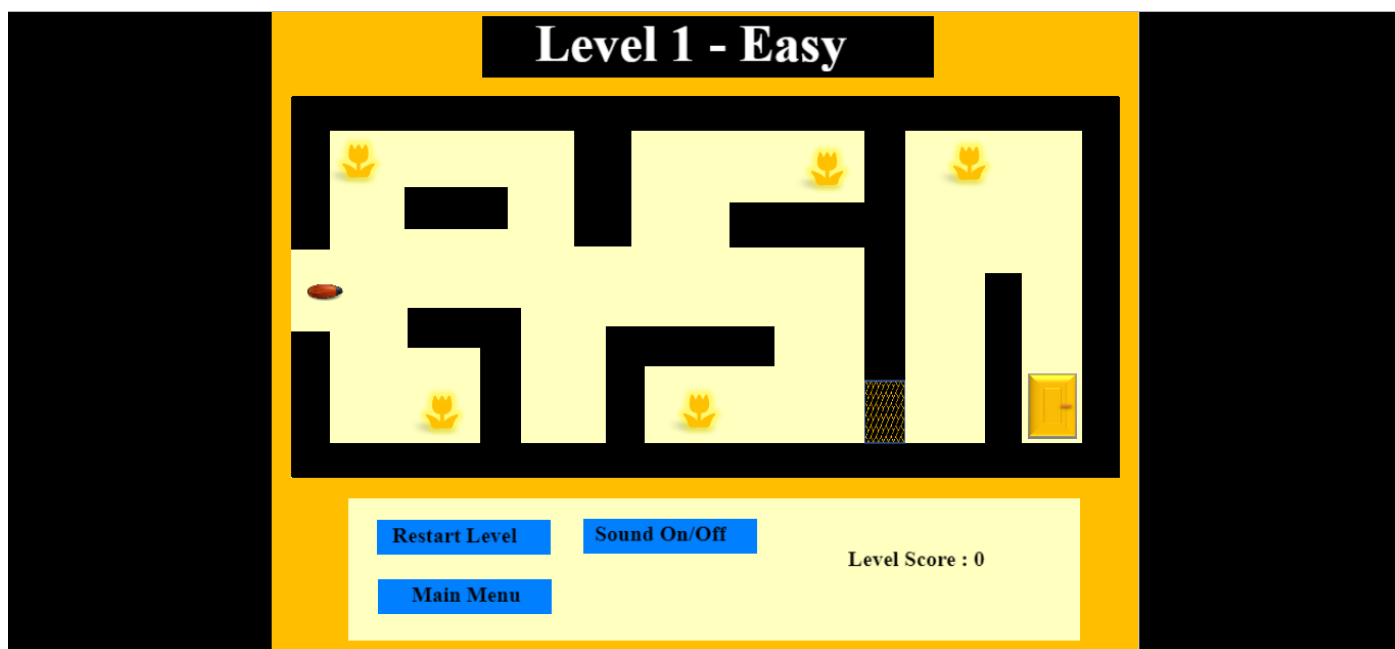 Level 1 - Easy
Restart Level
Sound On/Off
Level Score : 0
Main Menu